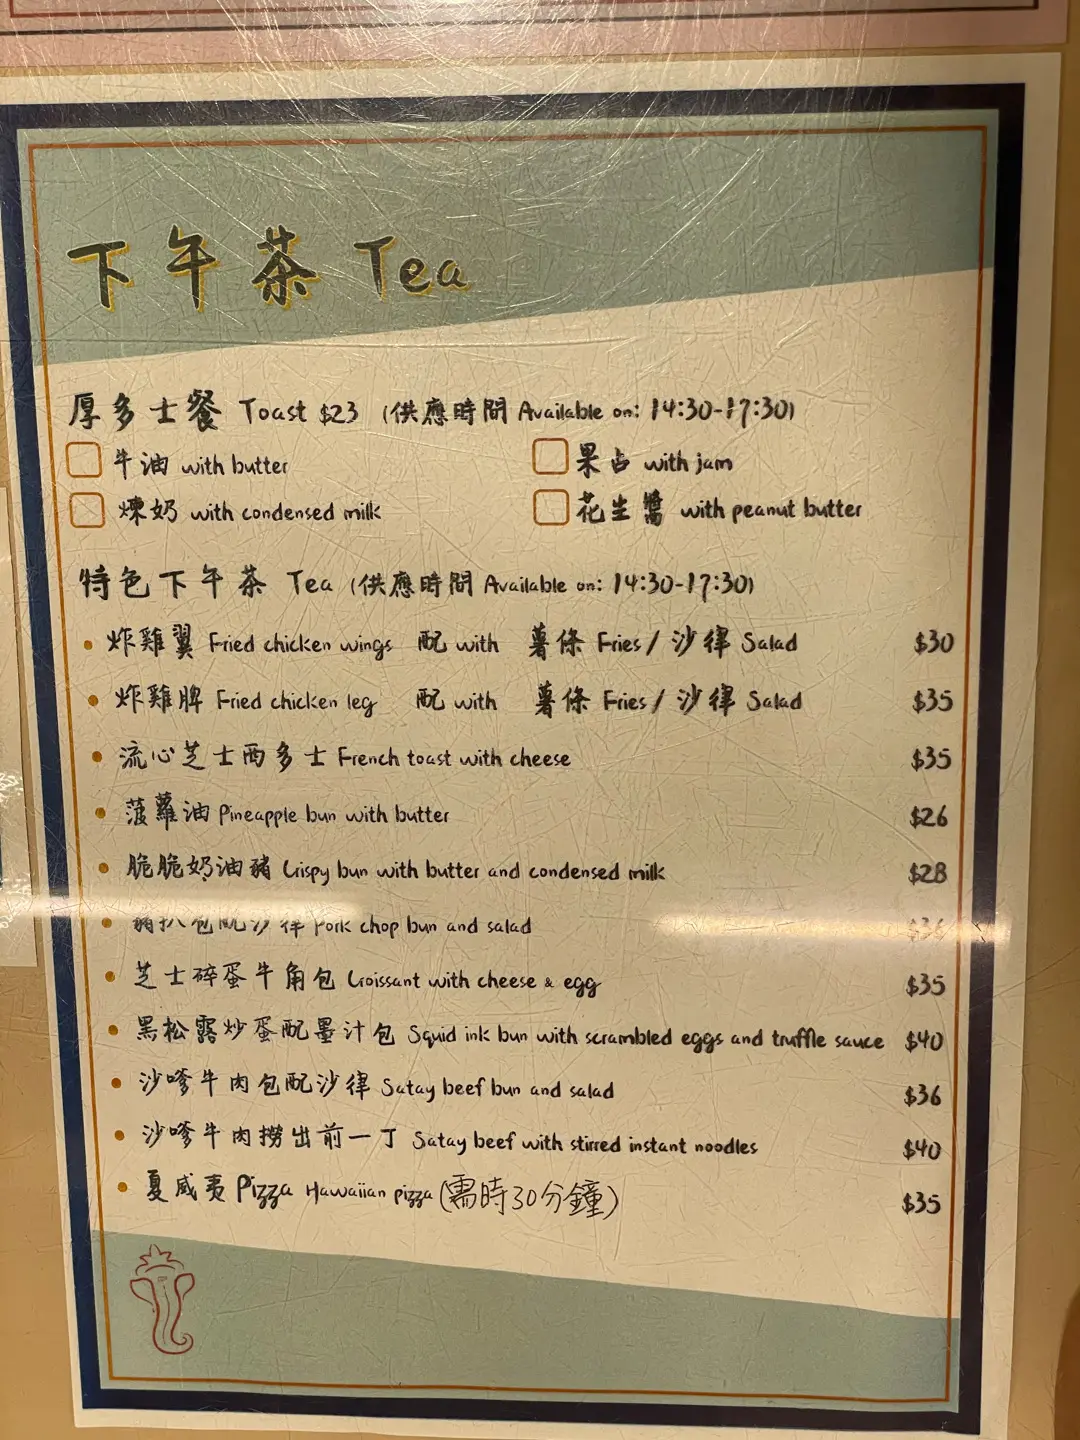 下午茶 Tea
厚多士餐 Toast $23 (供應時間 Available on: 14:30-17:30)
牛油 with butter
果占 with jam
煉奶 with condensed milk
花生醬 with peanut butter
特色下午茶 Tea (供應時間 Available on: 14:30-17:30)
• 炸雞翼 Fried chicken wings 配 with 薯條 Fries / 沙律 Salad $30
• 炸雞脾 Fried chicken leg 配 with 薯條 Fries / 沙律 Salad $35
• 流心芝士西多士 French toast with cheese $35
• 菠蘿油 Pineapple bun with butter $26
• 脆脆奶油豬 Crispy bun with butter and condensed milk $28
• 豬扒包配沙律 Pork chop bun and salad $36
• 芝士碎蛋牛角包 Croissant with cheese & egg $35
• 黑松露炒蛋配墨汁包 Squid ink bun with scrambled eggs and truffle sauce $40
• 沙嗲牛肉包配沙律 Satay beef bun and salad $36
• 沙嗲牛肉撈出前一丁 Satay beef with stirred instant noodles $40
• 夏威夷 Pizza Hawaiian pizza (需時30分鐘) $35